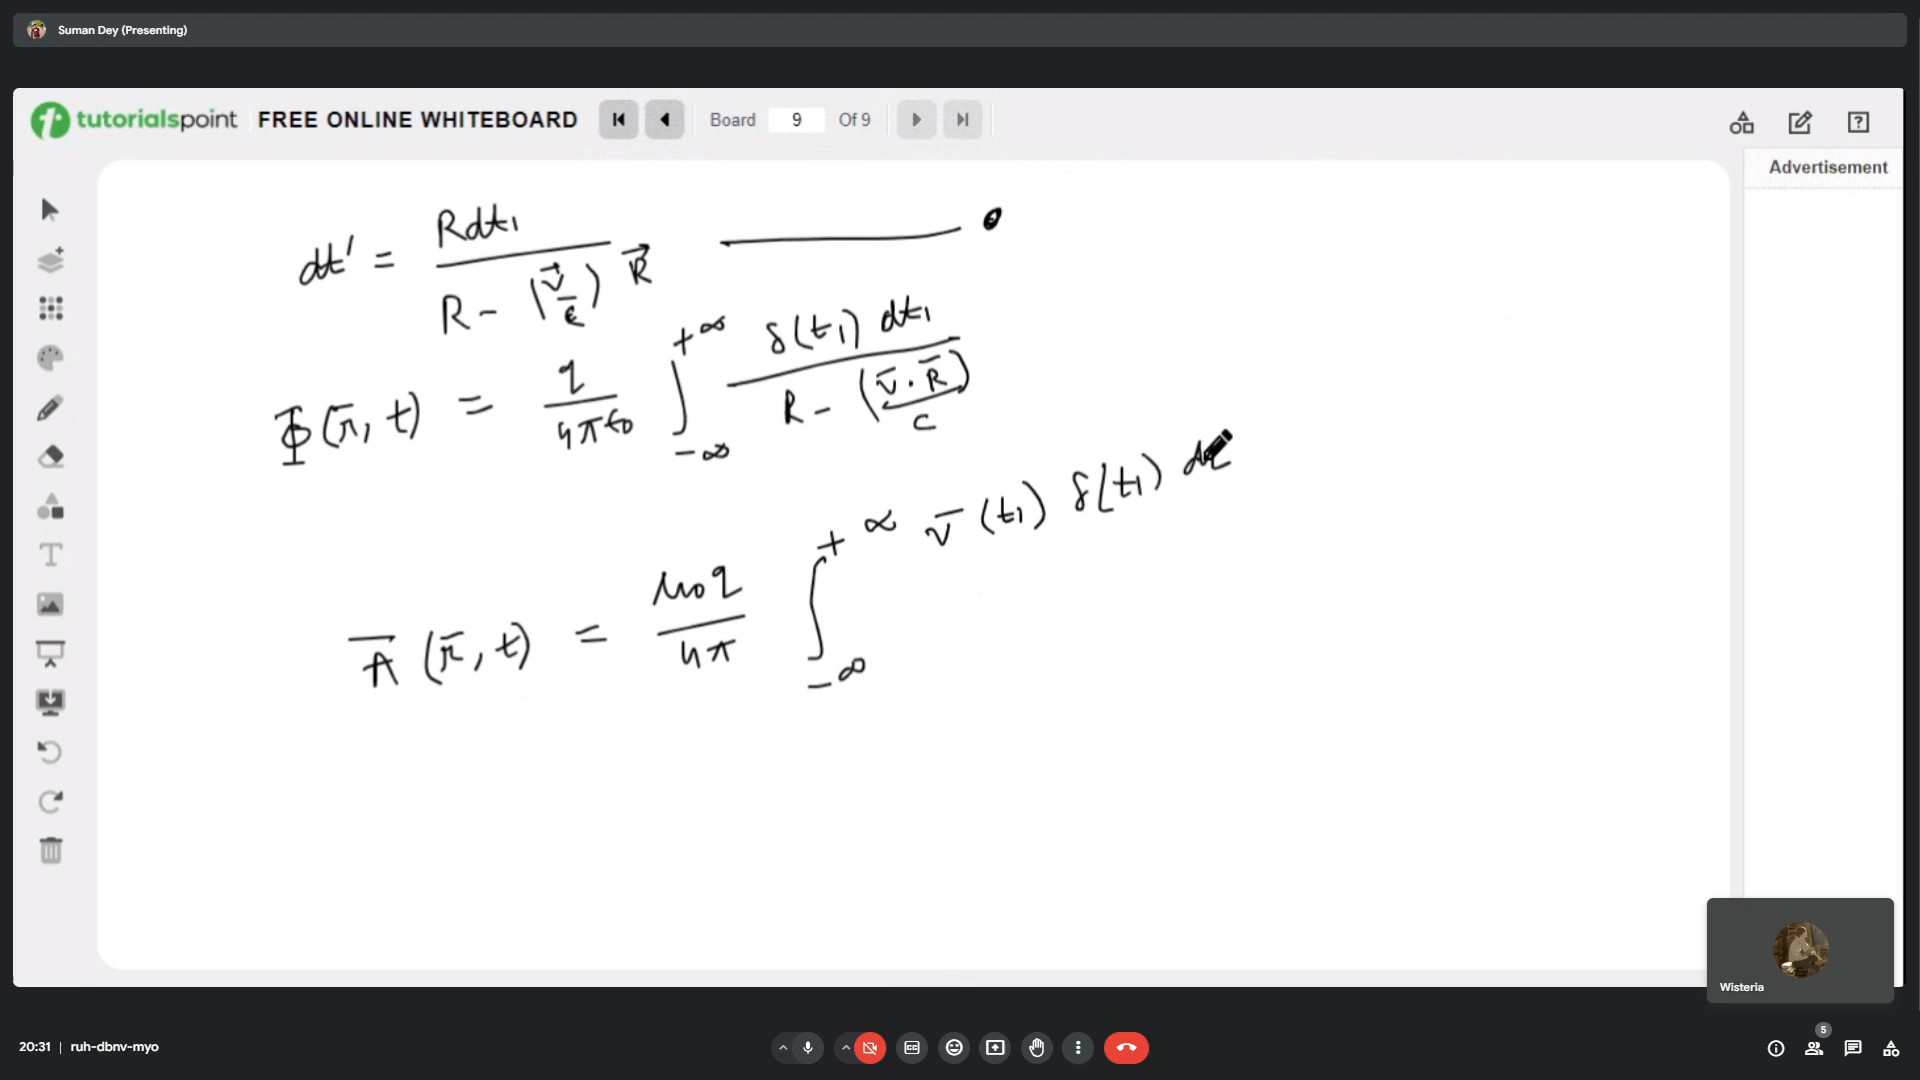 Suman Dey (Presenting)
tutorialspoint FREE ONLINE WHITEBOARD Board 9 Of 9
Advertisement
dt' = Rdt₁ / R - (v⃗/c) R⃗
Φ(r̄, t) = q/4πε₀ ∫_{-∞}^{+∞} δ(t₁) dt₁ / R - (v̄ . R̄)/c
Ā (r̄, t) = μ₀q/4π ∫_{-∞}^{+∞} v̄ (t₁) δ(t₁)
Wisteria
20:31 | ruh-dbnv-myo
5